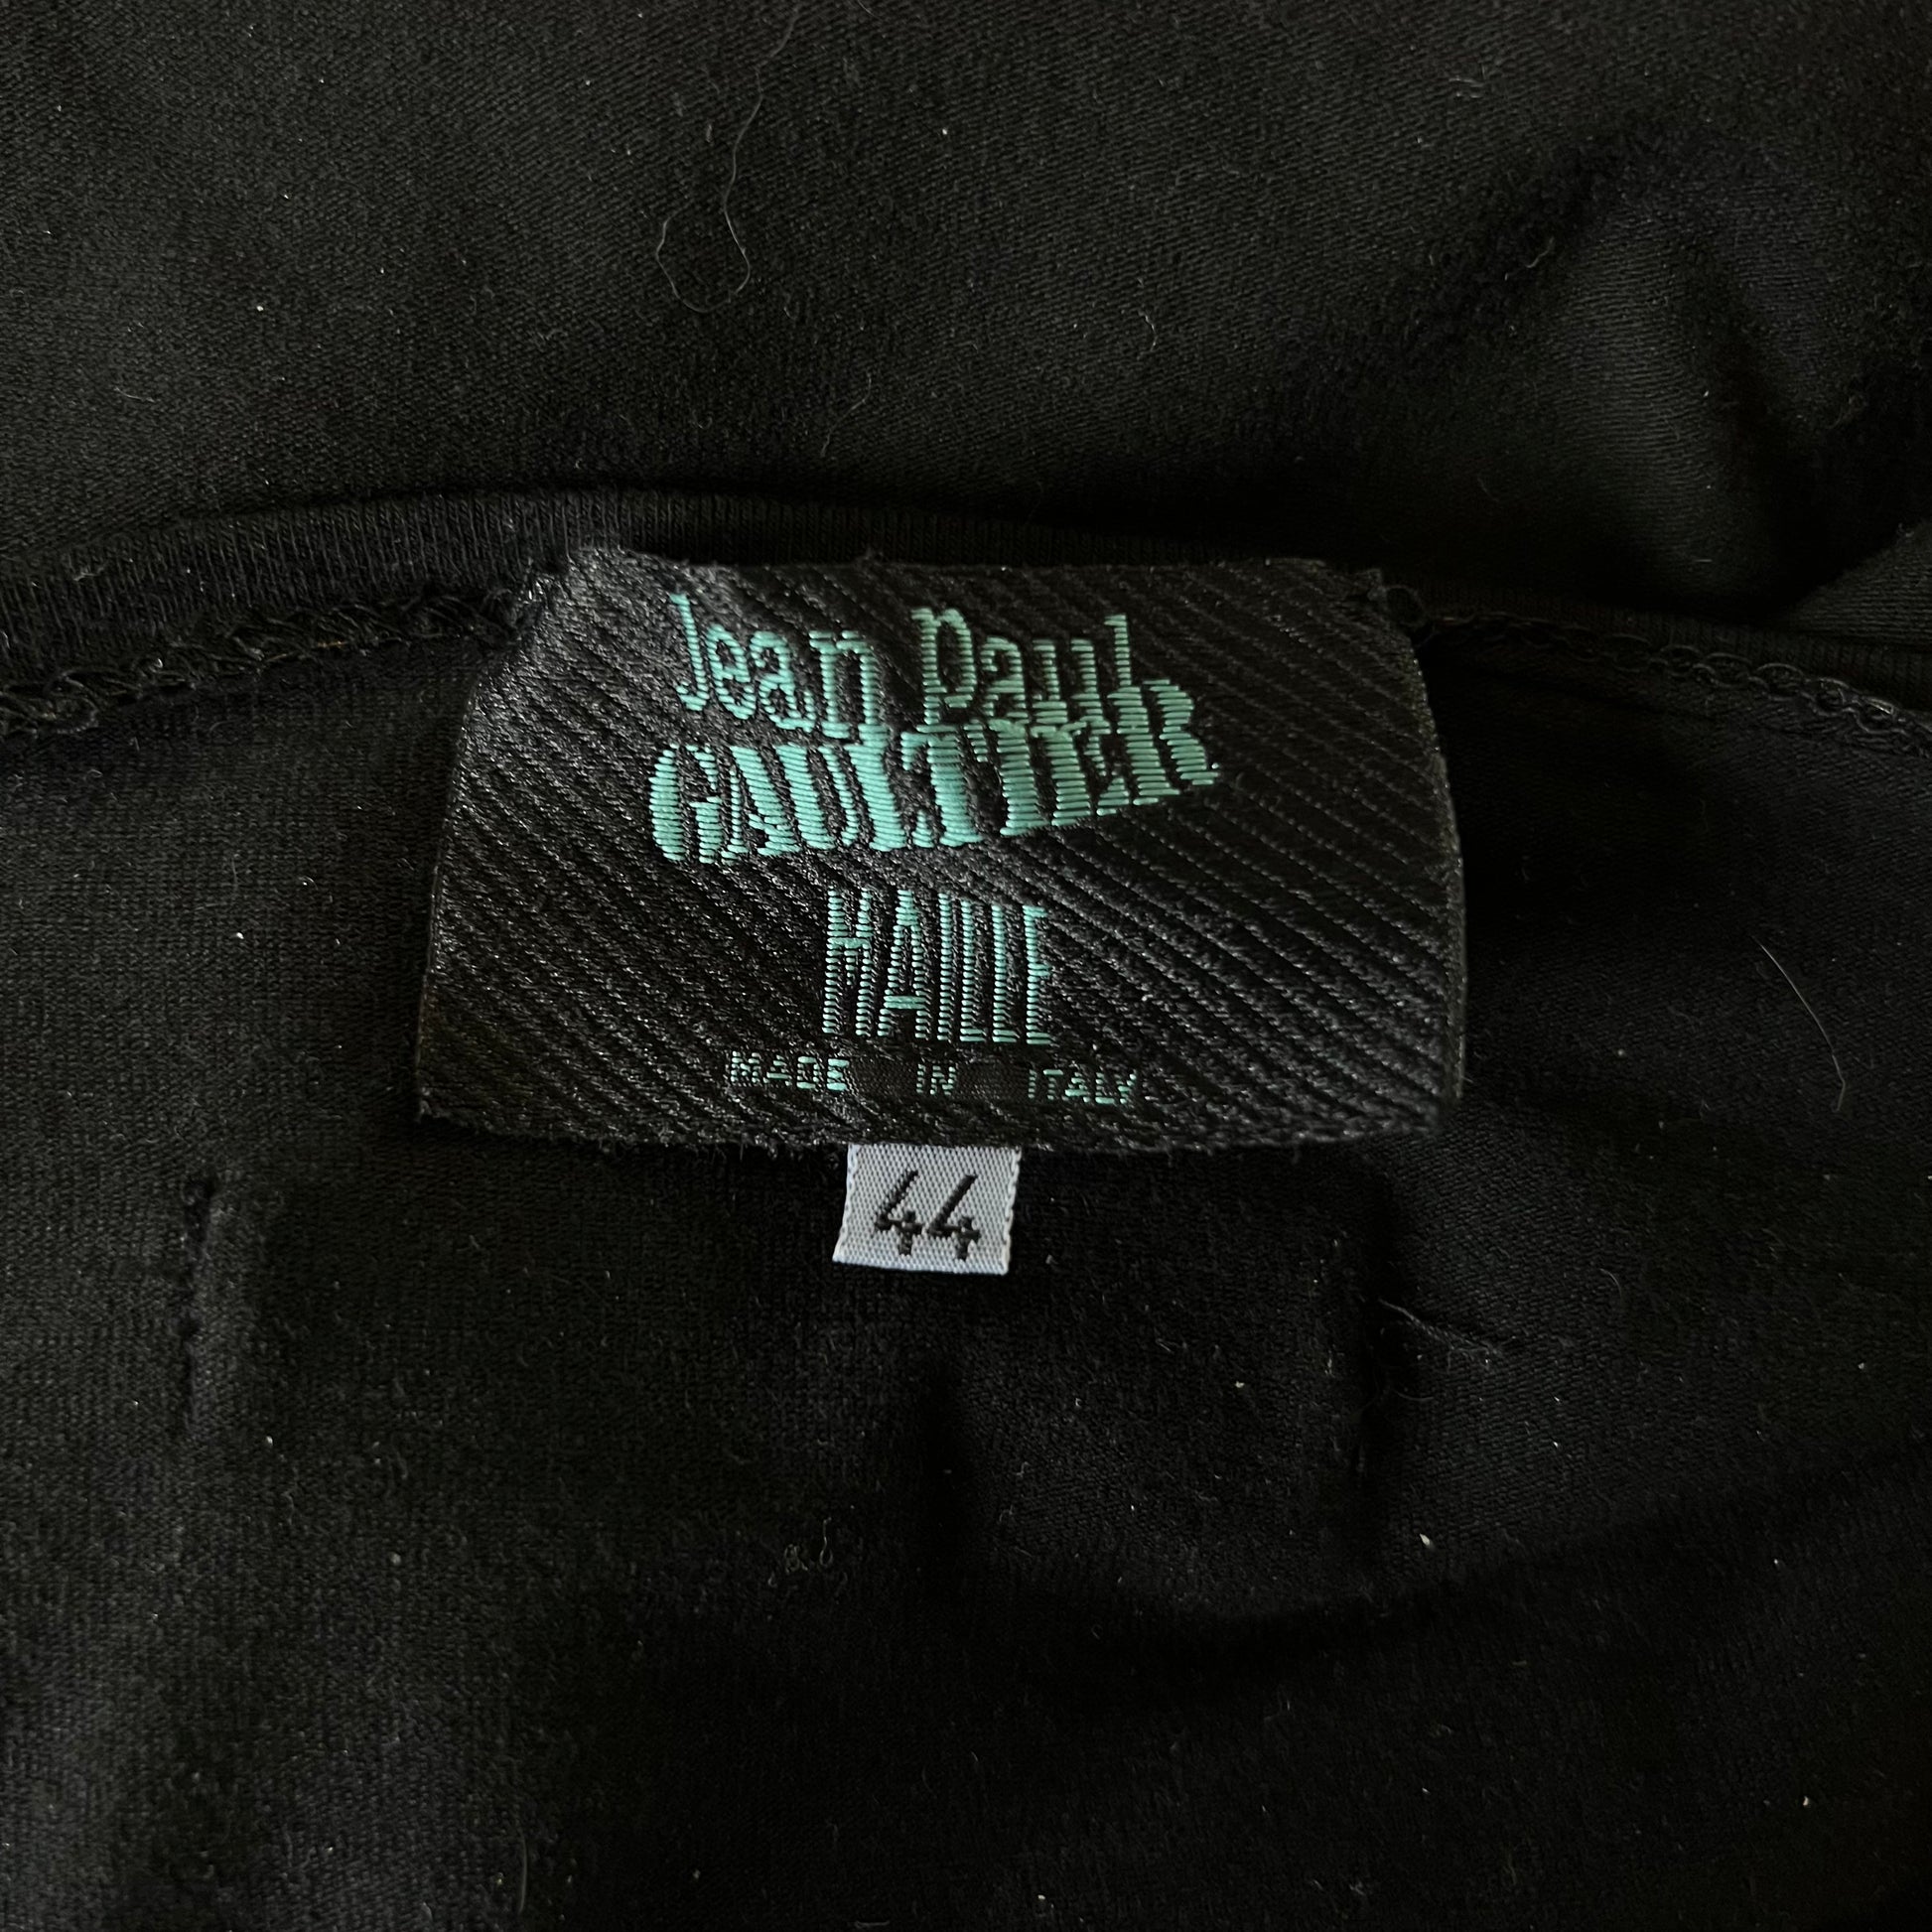 Jean Paul
GAULTIER
MAILLE
MADE IN ITALY
44